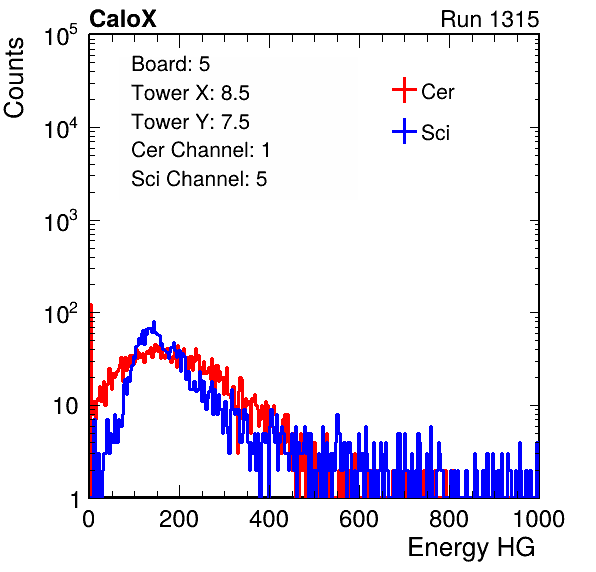 CaloX Run 1315
Board: 5
Tower X: 8.5
Tower Y: 7.5
Cer Channel: 1
Sci Channel: 5
Cer
Sci
Counts
10^5
10^4
10^3
10^2
10
1
0 200 400 600 800 1000
Energy HG